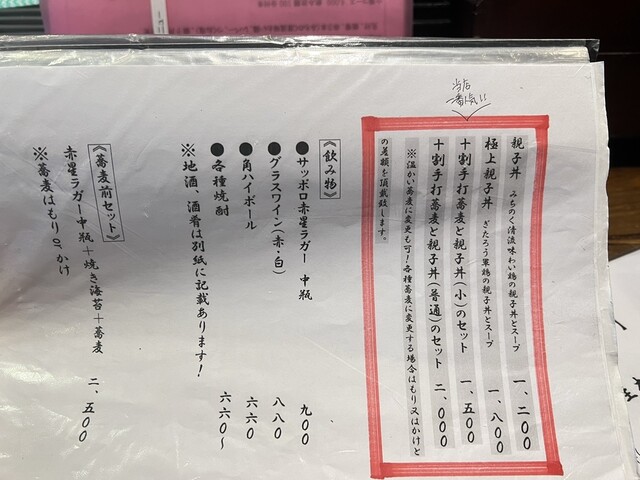 当店
一番人気!!
親子丼 みちのく清流味わい鶏の親子丼とスープ 一、二〇〇
極上親子丼 ぎたろう軍鶏の親子丼とスープ 一、八〇〇
十割手打蕎麦と親子丼(小)のセット 一、五〇〇
十割手打蕎麦と親子丼(普通)のセット 二、〇〇〇
※温かい蕎麦に変更も可!各種蕎麦に変更する場合はもり又はかけと
の差額を頂戴致します。
《飲み物》
●サッポロ赤星ラガー 中瓶 九〇〇
●グラスワイン(赤・白) 八八〇
●角ハイボール 六六〇
●各種焼酎 六六〇~
※地酒、酒肴は別紙に記載あります!
《蕎麦前セット》
赤星ラガー中瓶+焼き海苔+蕎麦 二、五〇〇
※蕎麦はもりorかけ